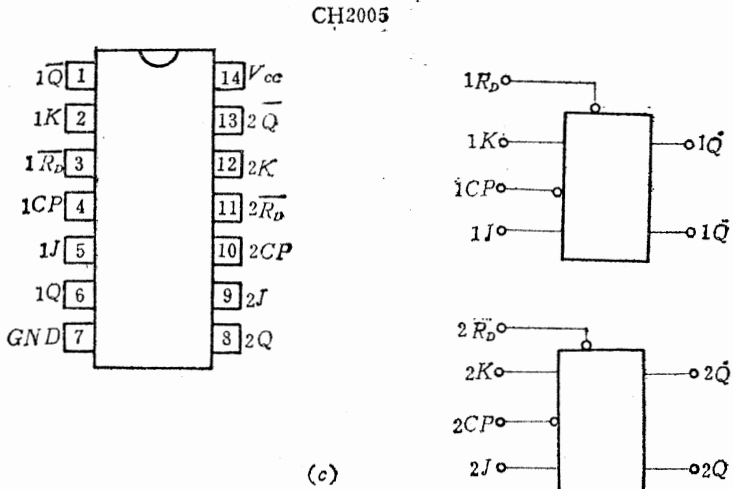 CH2005
1Q̅ 1
1K 2
1R̅D̅ 3
1CP 4
1J 5
1Q 6
GND 7
14 Vcc
13 2Q̅
12 2K
11 2R̅D̅
10 2CP
9 2J
8 2Q
1RD
1K
1CP
1J
1Q̅
1Q
2R̅D
2K
2CP
2J
2Q̅
2Q
(c)